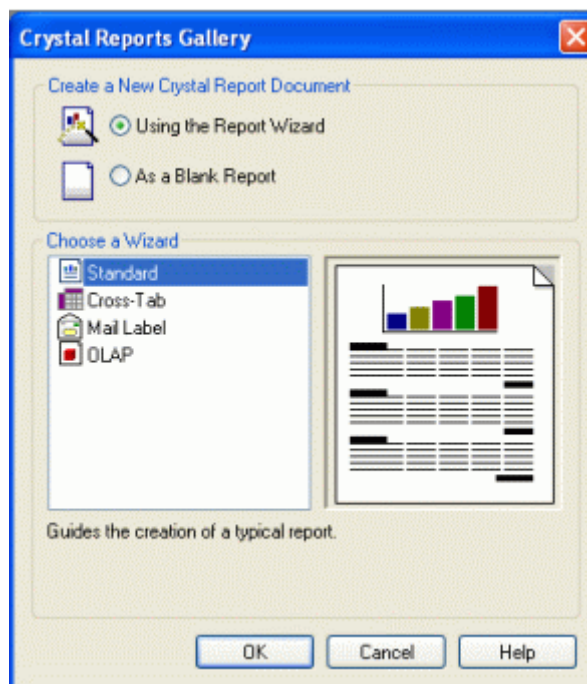 Crystal Reports Gallery
Create a New Crystal Report Document
Using the Report Wizard
As a Blank Report
Choose a Wizard
Standard
Cross-Tab
Mail Label
OLAP
Guides the creation of a typical report.
OK Cancel Help